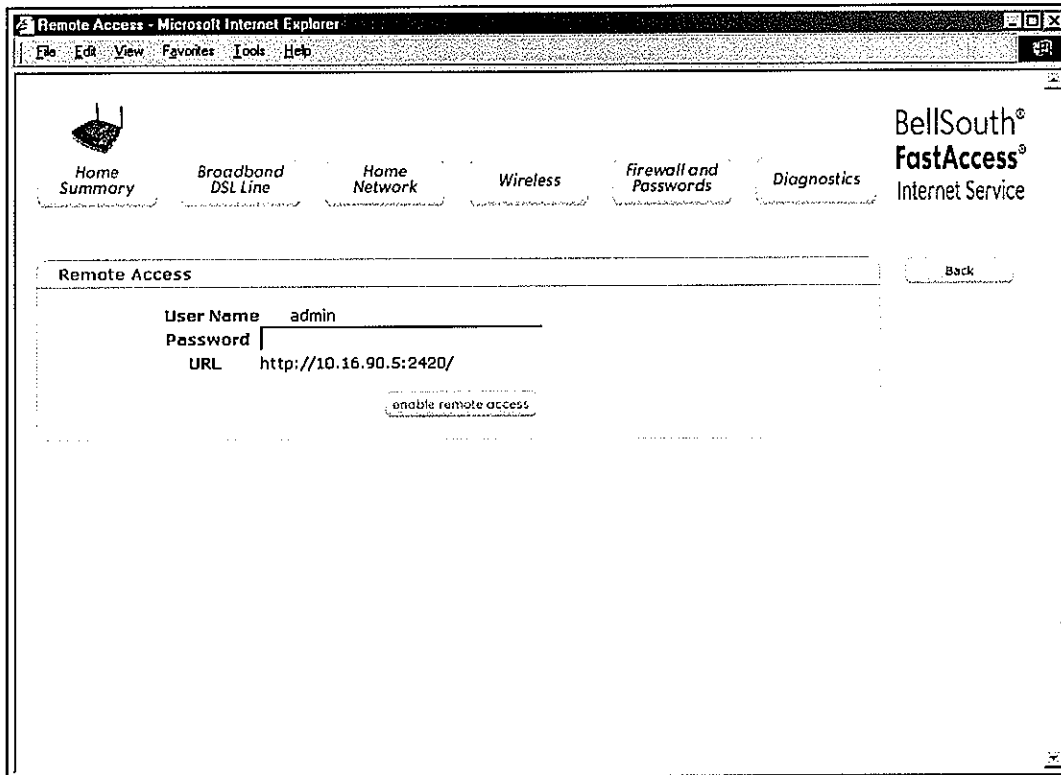 Remote Access - Microsoft Internet Explorer
File Edit View Favorites Tools Help
BellSouth®
FastAccess®
Internet Service
Home Summary
Broadband DSL Line
Home Network
Wireless
Firewall and Passwords
Diagnostics
Remote Access
Back
User Name admin
Password
URL http://10.16.90.5:2420/
enable remote access